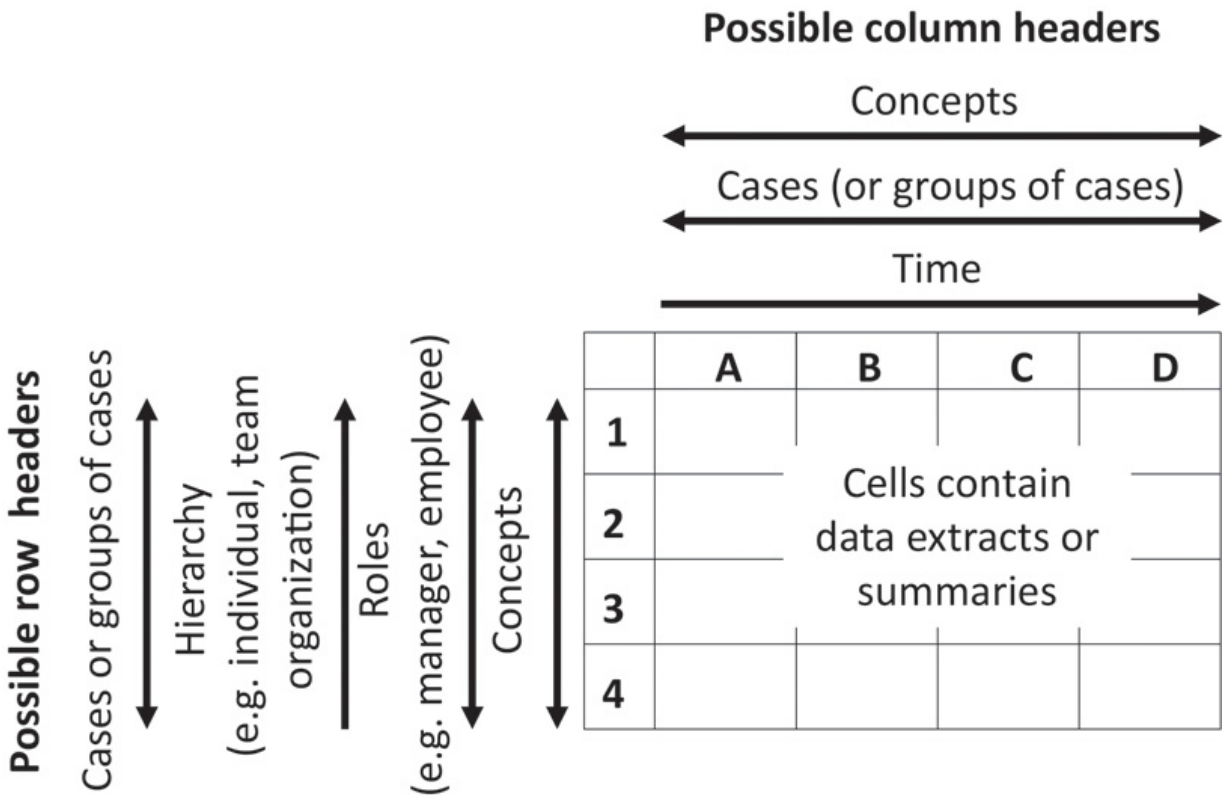 Possible column headers
Concepts
Cases (or groups of cases)
Time
Possible row headers
Cases or groups of cases
Hierarchy
(e.g. individual, team
organization)
Roles
(e.g. manager, employee)
Concepts
A B C D
1
2
3
4
Cells contain
data extracts or
summaries